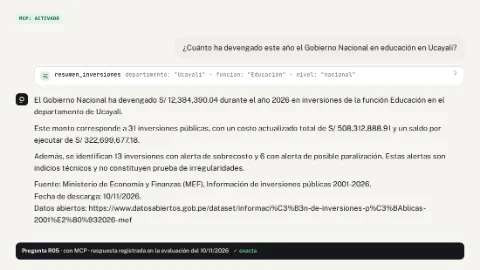 MCP: ACTIVADO
¿Cuánto ha devengado este año el Gobierno Nacional en educación en Ucayali?
resumen_inversiones departamento: "Ucayali" · funcion: "Educación" · nivel: "nacional"
El Gobierno Nacional ha devengado S/ 12,384,390.04 durante el año 2026 en inversiones de la función Educación en el
departamento de Ucayali.
Este monto corresponde a 31 inversiones públicas, con un costo actualizado total de S/ 508,312,888.91 y un saldo por
ejecutar de S/ 322,699,677.18.
Además, se identifican 13 inversiones con alerta de sobrecosto y 6 con alerta de posible paralización. Estas alertas son
indicios técnicos y no constituyen prueba de irregularidades.
Fuente: Ministerio de Economía y Finanzas (MEF), Información de inversiones públicas 2001-2026.
Fecha de descarga: 10/11/2026.
Datos abiertos: https://www.datosabiertos.gob.pe/dataset/informaci%C3%B3n-de-inversiones-p%C3%BAblicas-
2001%E2%80%932026-mef
Pregunta R05 · con MCP · respuesta registrada en la evaluación del 10/11/2026 ✓ exacta